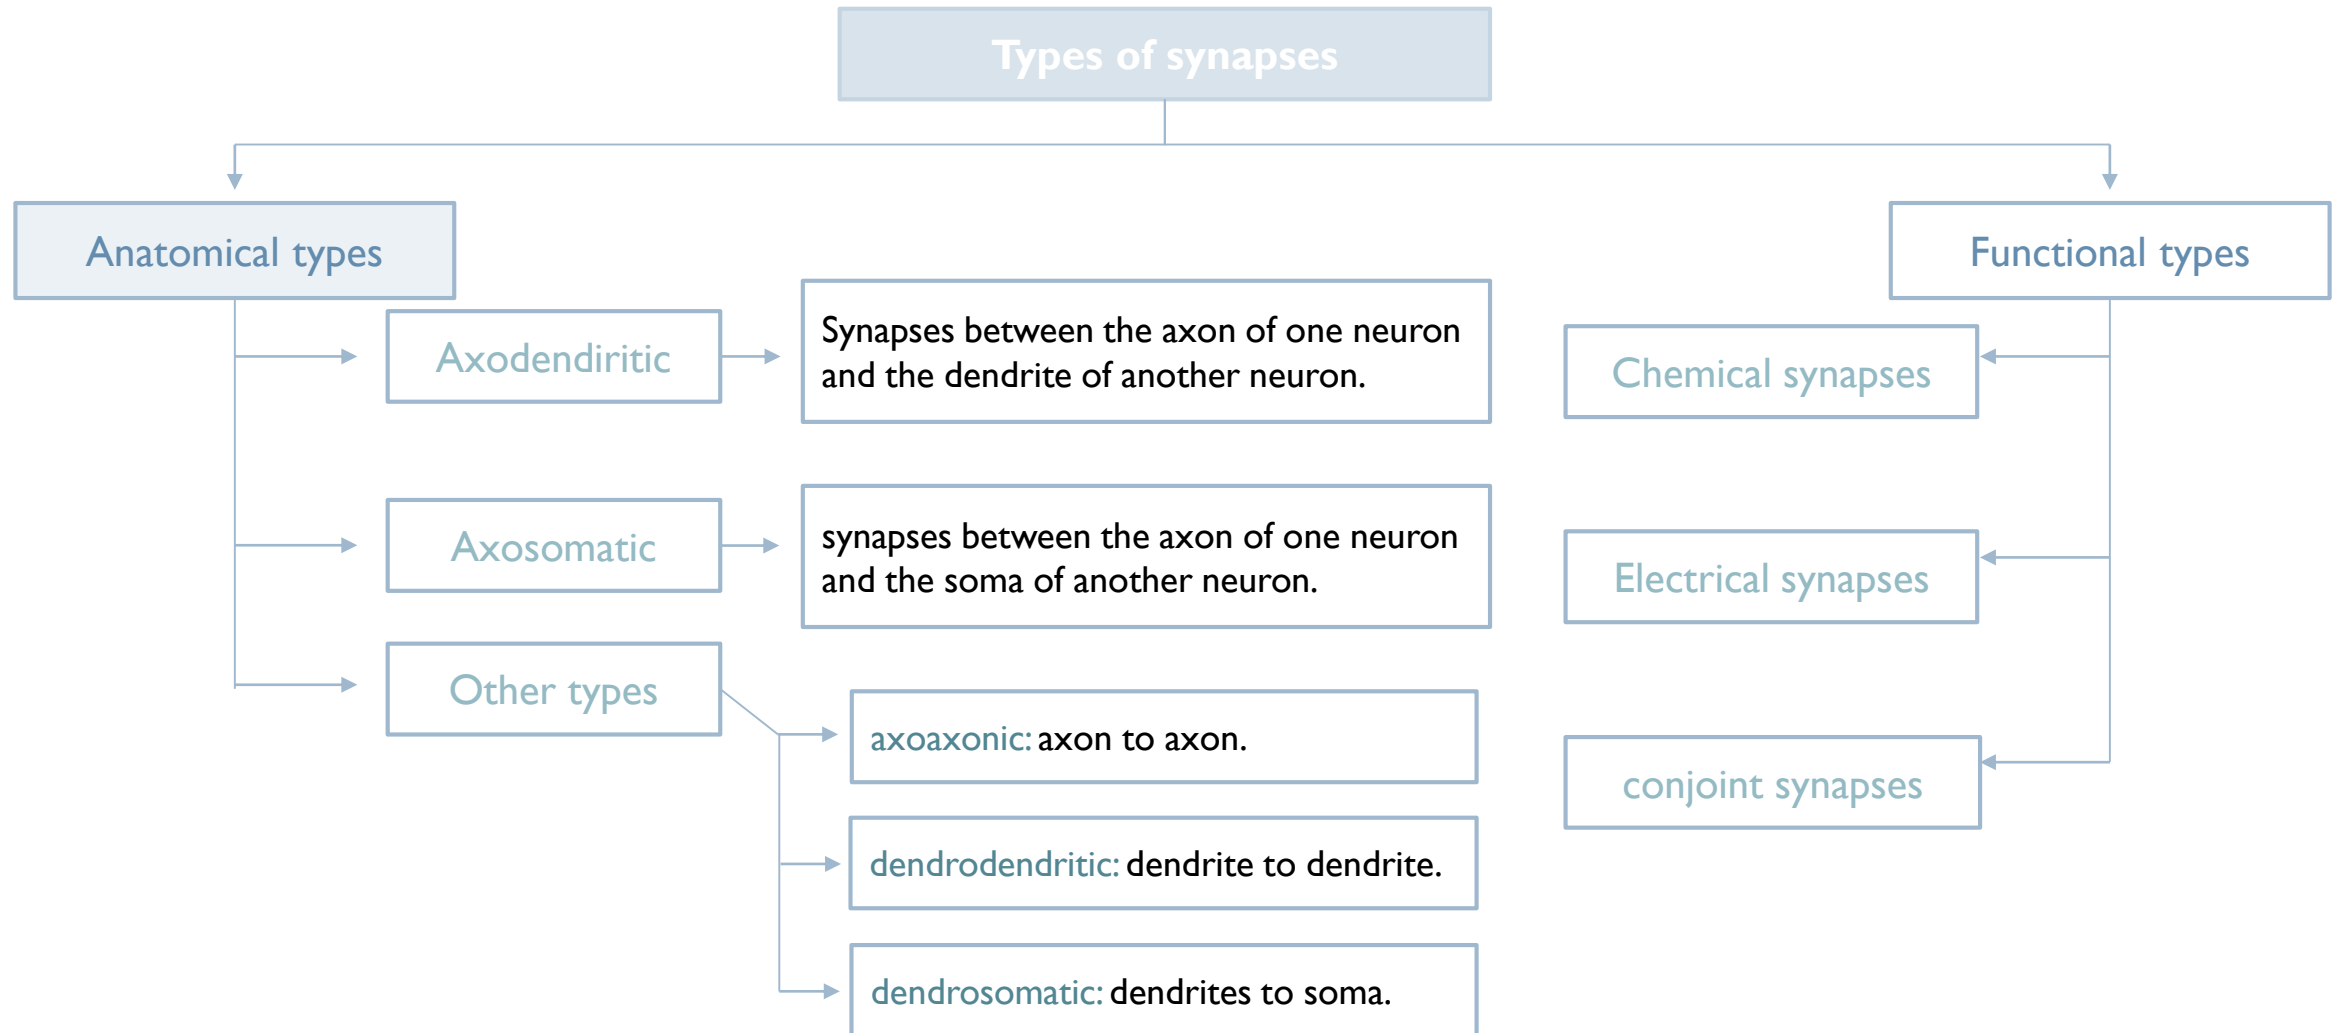 Types of synapses
Anatomical types
Functional types
Axodendiritic
Synapses between the axon of one neuron
and the dendrite of another neuron.
Chemical synapses
Axosomatic
synapses between the axon of one neuron
and the soma of another neuron.
Electrical synapses
Other types
axoaxonic: axon to axon.
conjoint synapses
dendrodendritic: dendrite to dendrite.
dendrosomatic: dendrites to soma.